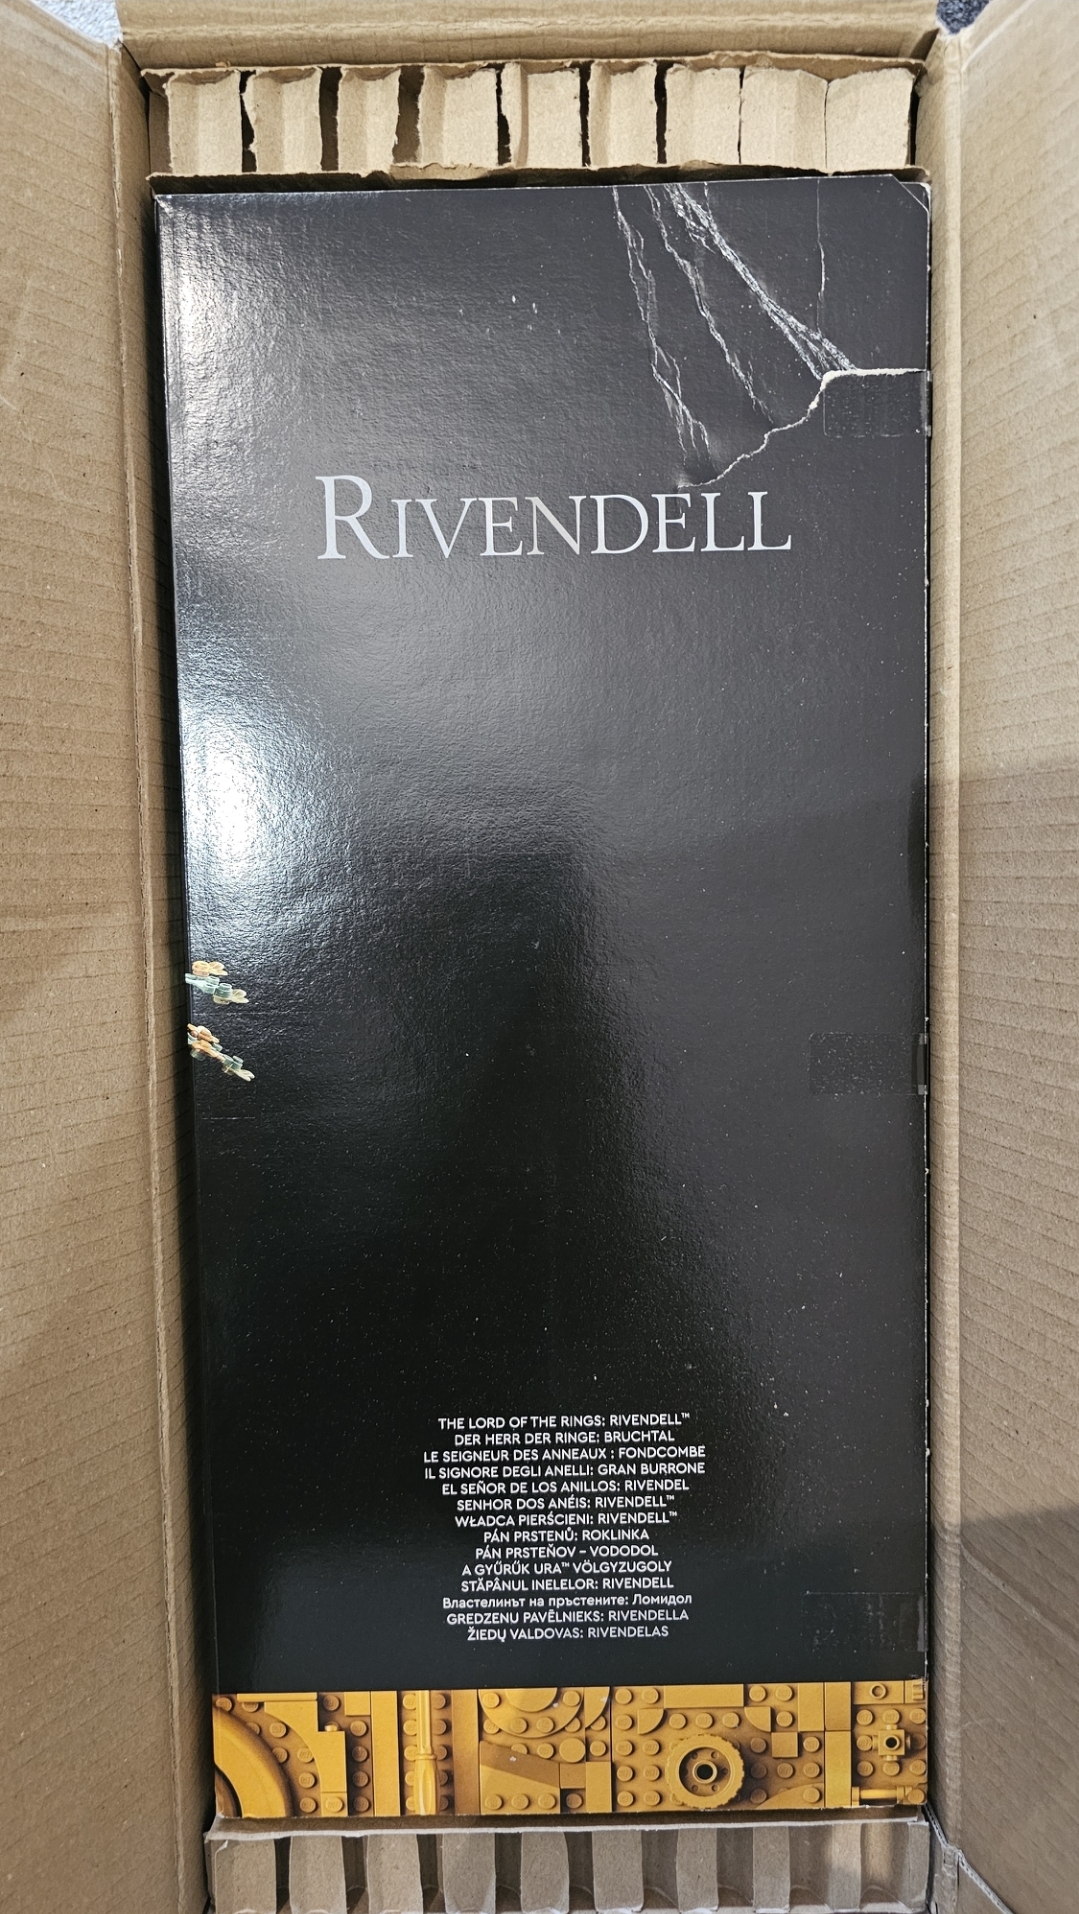 RIVENDELL
THE LORD OF THE RINGS: RIVENDELL™
DER HERR DER RINGE: BRUCHTAL
LE SEIGNEUR DES ANNEAUX : FONDCOMBE
IL SIGNORE DEGLI ANELLI: GRAN BURRONE
EL SEÑOR DE LOS ANILLOS: RIVENDEL
SENHOR DOS ANÉIS: RIVENDELL™
WŁADCA PIERŚCIENI: RIVENDELL™
PÁN PRSTENŮ: ROKLINKA
PÁN PRSTEŇOV – VODODOL
A GYŰRŰK URA™ VÖLGYZUGOLY
STĂPÂNUL INELELOR: RIVENDELL
Властелинът на пръстените: Ломидол
GREDZENU PAVĒLNIEKS: RIVENDELLA
ŽIEDŲ VALDOVAS: RIVENDELAS